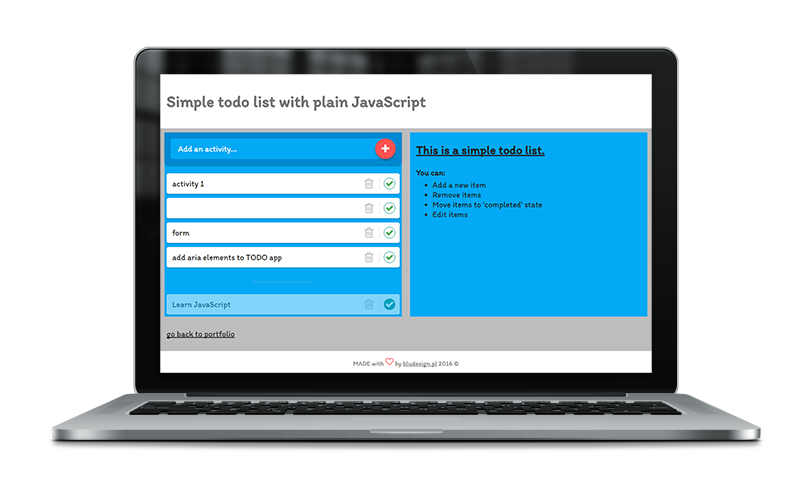 Simple todo list with plain JavaScript
Add an activity...
activity 1
form
add aria elements to TODO app
Learn JavaScript
This is a simple todo list.
You can:
Add a new item
Remove items
Move items to 'completed' state
Edit items
go back to portfolio
MADE with by bludesign.pl 2016 ©